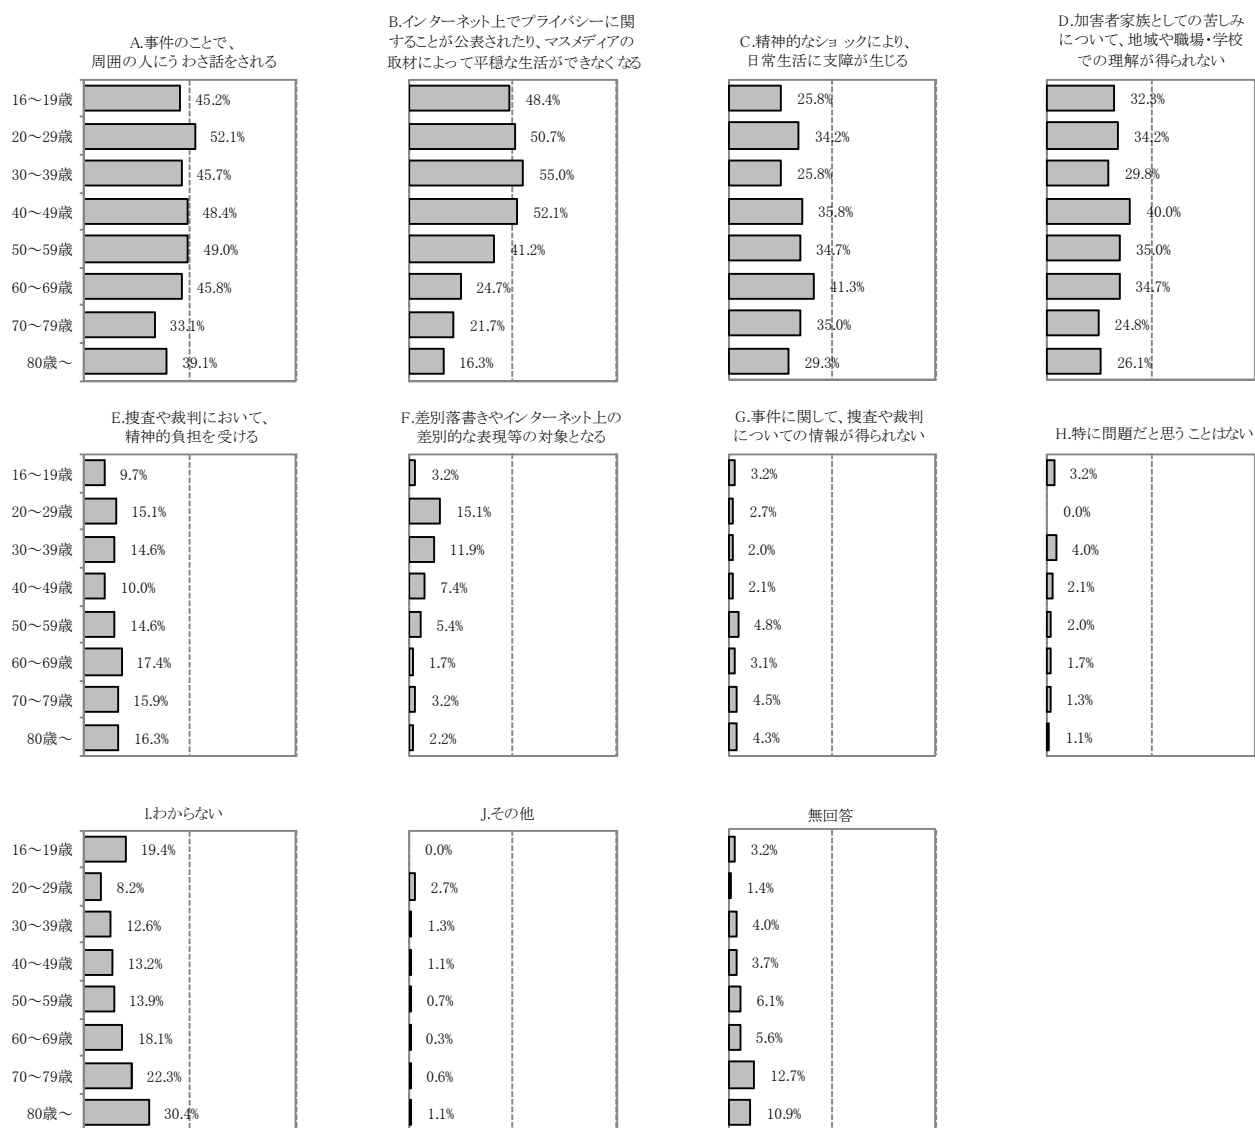 A.事件のことで、
周囲の人にうわさ話をされる
B.インターネット上でプライバシーに関
することが公表されたり、マスメディアの
取材によって平穏な生活ができなくなる
C.精神的なショックにより、
日常生活に支障が生じる
D.加害者家族としての苦しみ
について、地域や職場・学校
での理解が得られない
16～19歳 45.2% 48.4% 25.8% 32.3%
20～29歳 52.1% 50.7% 34.2% 34.2%
30～39歳 45.7% 55.0% 25.8% 29.8%
40～49歳 48.4% 52.1% 35.8% 40.0%
50～59歳 49.0% 41.2% 34.7% 35.0%
60～69歳 45.8% 24.7% 41.3% 34.7%
70～79歳 33.1% 21.7% 35.0% 24.8%
80歳～ 39.1% 16.3% 29.3% 26.1%
E.捜査や裁判において、
精神的負担を受ける
F.差別落書きやインターネット上の
差別的な表現等の対象となる
G.事件に関して、捜査や裁判
についての情報が得られない
H.特に問題だと思うことはない
16～19歳 9.7% 3.2% 3.2% 3.2%
20～29歳 15.1% 15.1% 2.7% 0.0%
30～39歳 14.6% 11.9% 2.0% 4.0%
40～49歳 10.0% 7.4% 2.1% 2.1%
50～59歳 14.6% 5.4% 4.8% 2.0%
60～69歳 17.4% 1.7% 3.1% 1.7%
70～79歳 15.9% 3.2% 4.5% 1.3%
80歳～ 16.3% 2.2% 4.3% 1.1%
I.わからない
J.その他
無回答
16～19歳 19.4% 0.0% 3.2%
20～29歳 8.2% 2.7% 1.4%
30～39歳 12.6% 1.3% 4.0%
40～49歳 13.2% 1.1% 3.7%
50～59歳 13.9% 0.7% 6.1%
60～69歳 18.1% 0.3% 5.6%
70～79歳 22.3% 0.6% 12.7%
80歳～ 30.4% 1.1% 10.9%